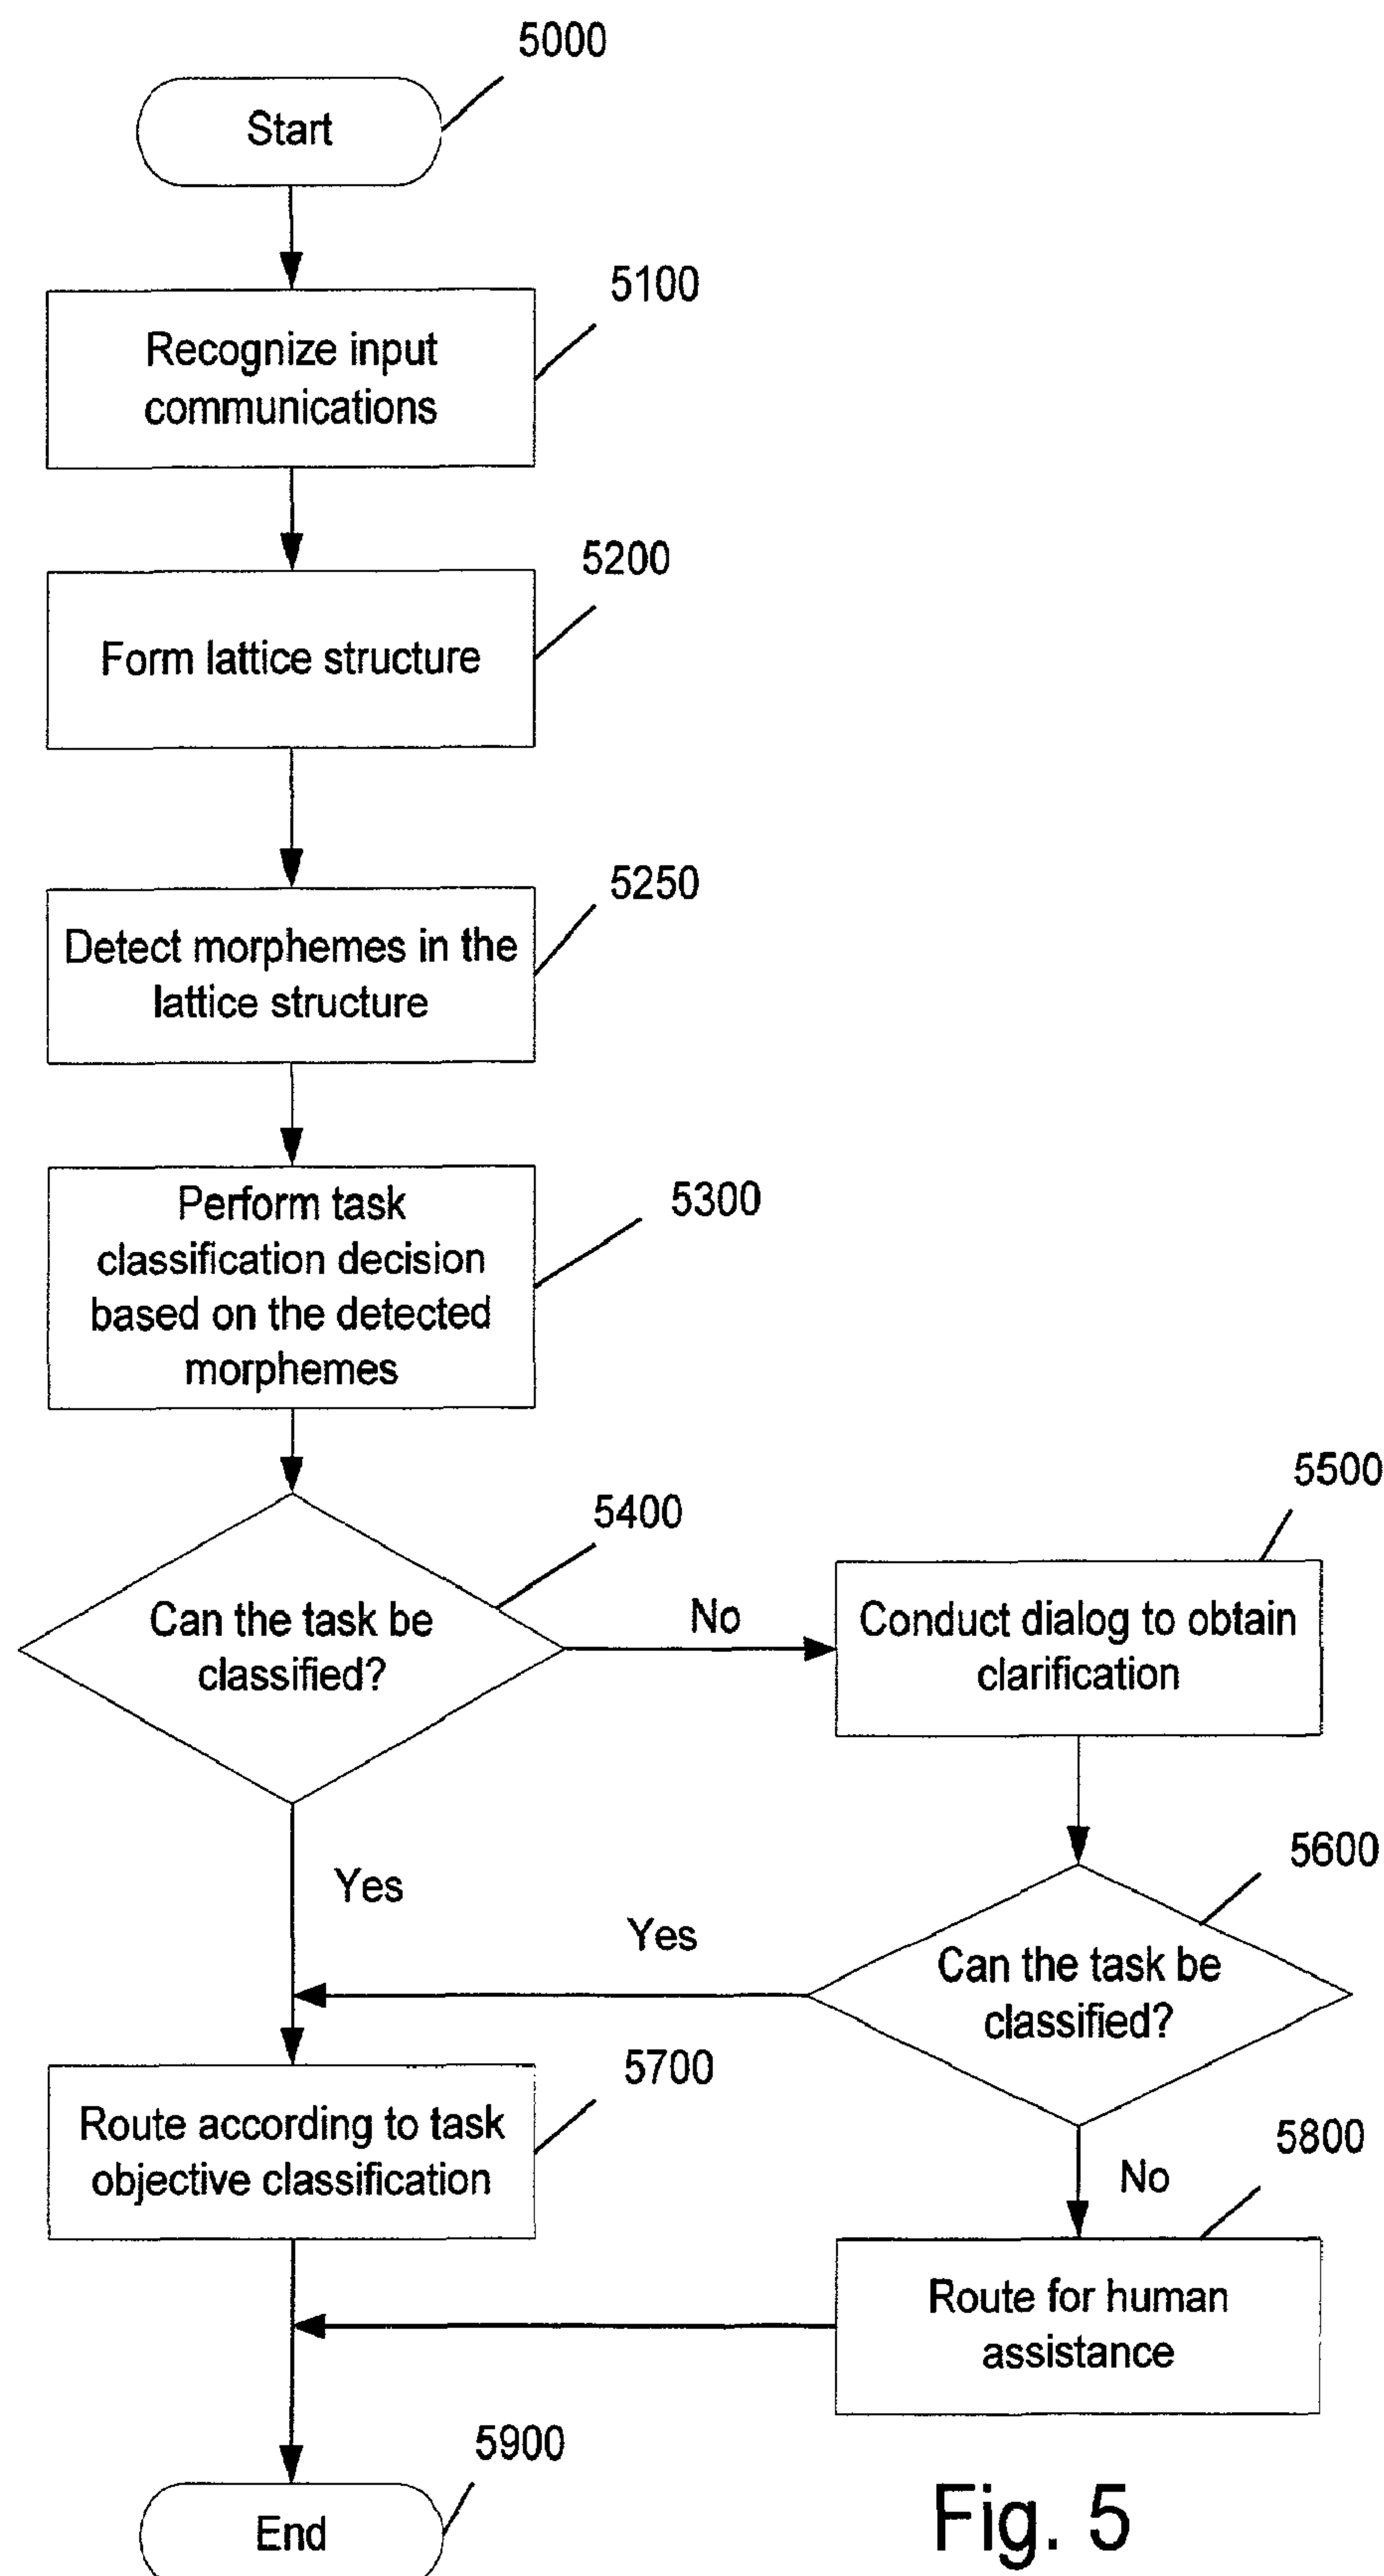 5000
Start
5100
Recognize input
communications
5200
Form lattice structure
5250
Detect morphemes in the
lattice structure
5300
Perform task
classification decision
based on the detected
morphemes
5400
Can the task be
classified?
No
5500
Conduct dialog to obtain
clarification
Yes
5600
Can the task be
classified?
Yes
5700
Route according to task
objective classification
No
5800
Route for human
assistance
5900
End
Fig. 5